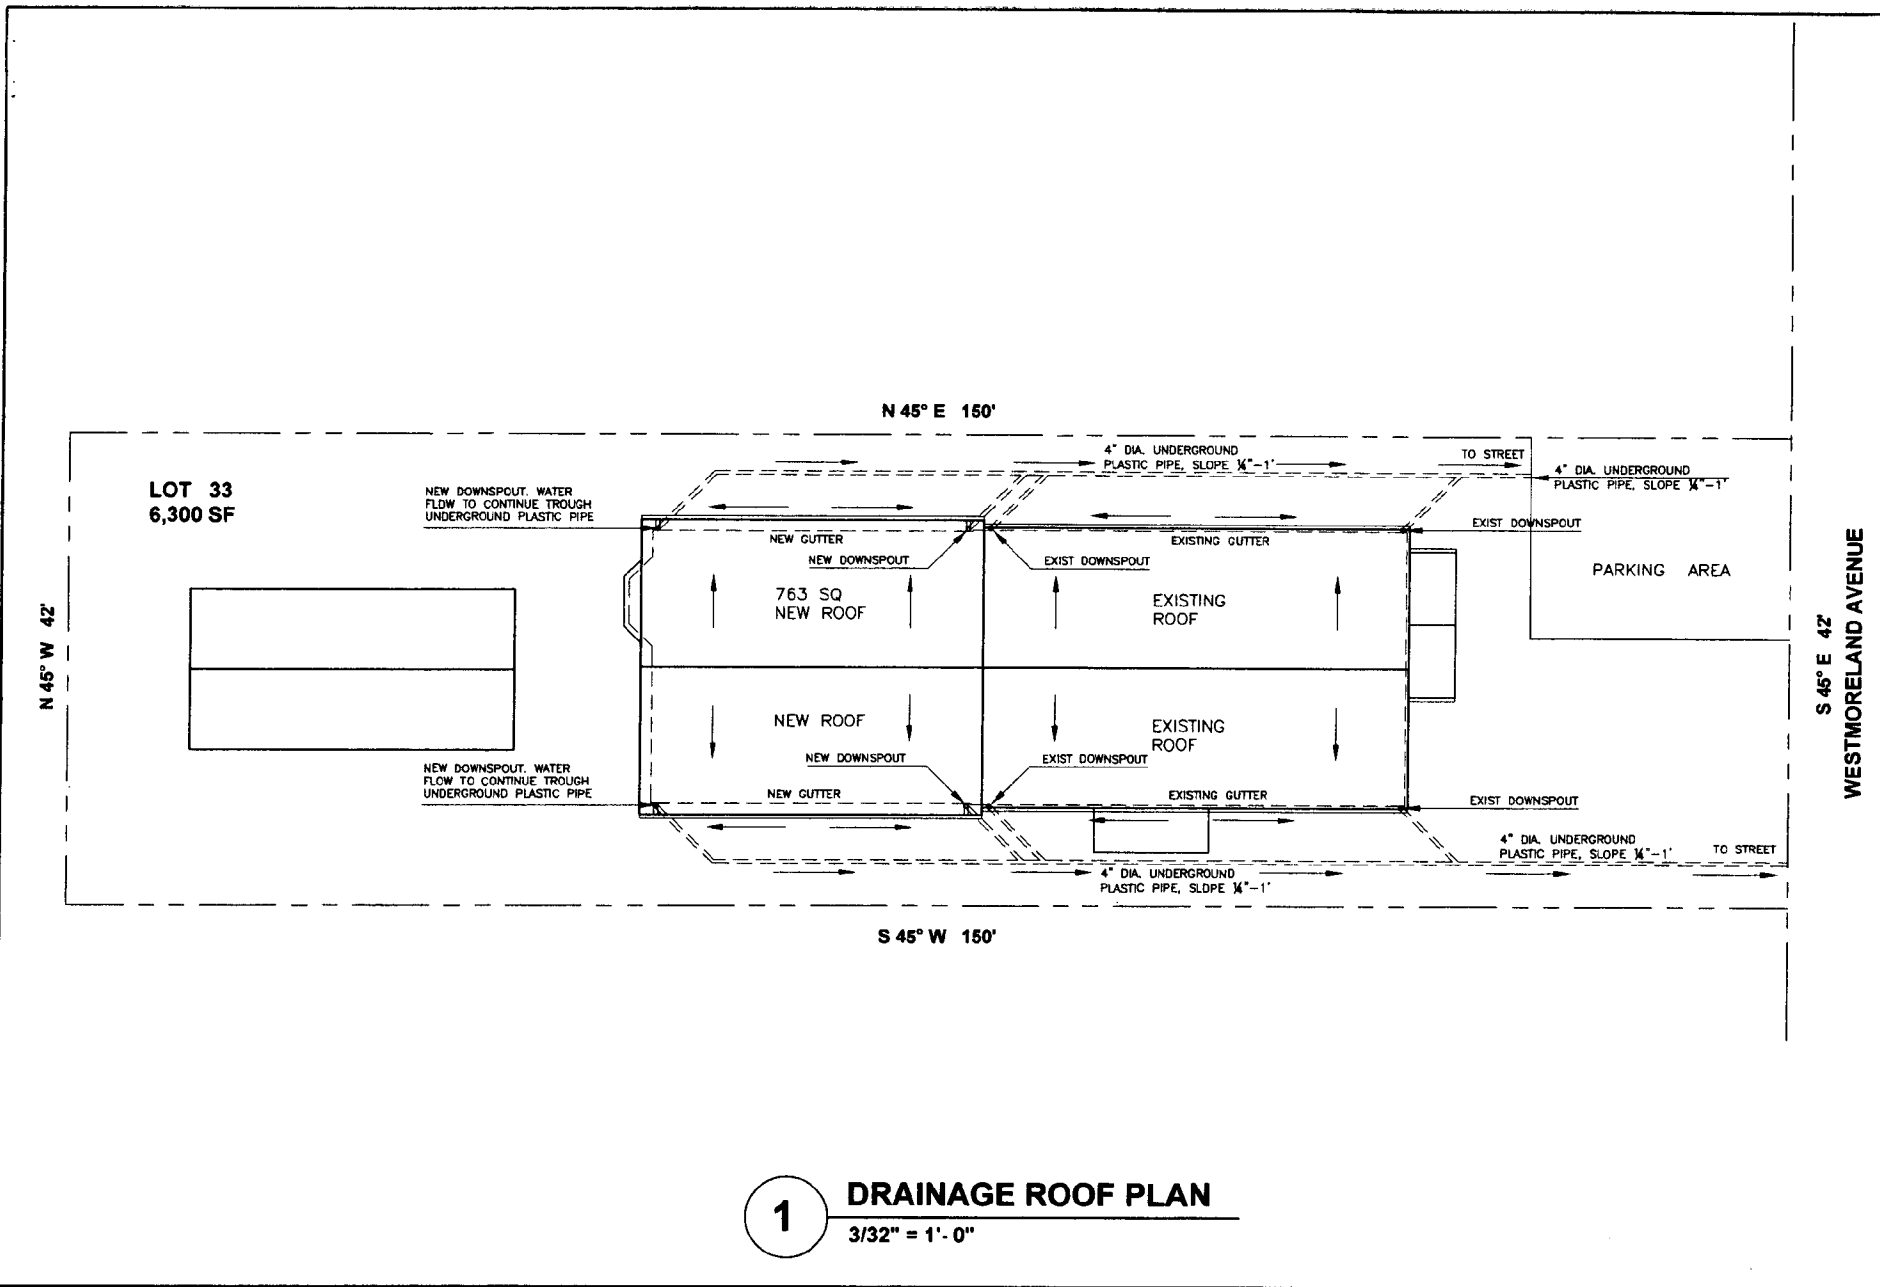 N 45° E 150'
4" DIA. UNDERGROUND
PLASTIC PIPE, SLOPE ¼"-1'
TO STREET
4" DIA. UNDERGROUND
PLASTIC PIPE, SLOPE ¼"-1'
LOT 33
6,300 SF
NEW DOWNSPOUT. WATER
FLOW TO CONTINUE TROUGH
UNDERGROUND PLASTIC PIPE
NEW GUTTER
NEW DOWNSPOUT
EXIST DOWNSPOUT
EXISTING GUTTER
EXIST DOWNSPOUT
PARKING AREA
763 SQ
NEW ROOF
EXISTING
ROOF
N 45° W 42'
S 45° E 42'
WESTMORELAND AVENUE
NEW ROOF
EXISTING
ROOF
NEW DOWNSPOUT
EXIST DOWNSPOUT
NEW DOWNSPOUT. WATER
FLOW TO CONTINUE TROUGH
UNDERGROUND PLASTIC PIPE
NEW GUTTER
EXISTING GUTTER
EXIST DOWNSPOUT
4" DIA. UNDERGROUND
PLASTIC PIPE, SLOPE ¼"-1'
TO STREET
4" DIA. UNDERGROUND
PLASTIC PIPE, SLOPE ¼"-1'
S 45° W 150'
1
DRAINAGE ROOF PLAN
3/32" = 1'- 0"